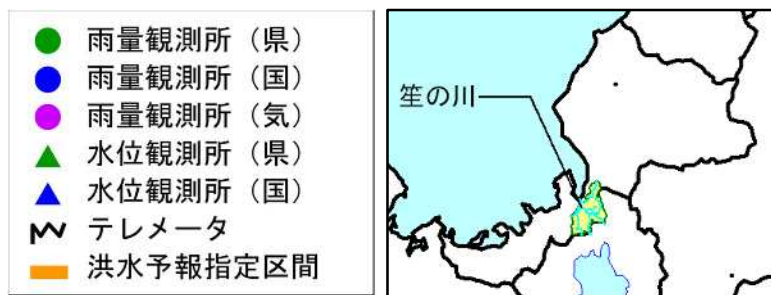 雨量観測所（県）
雨量観測所（国）
雨量観測所（気）
水位観測所（県）
水位観測所（国）
テレメータ
洪水予報指定区間
笙の川